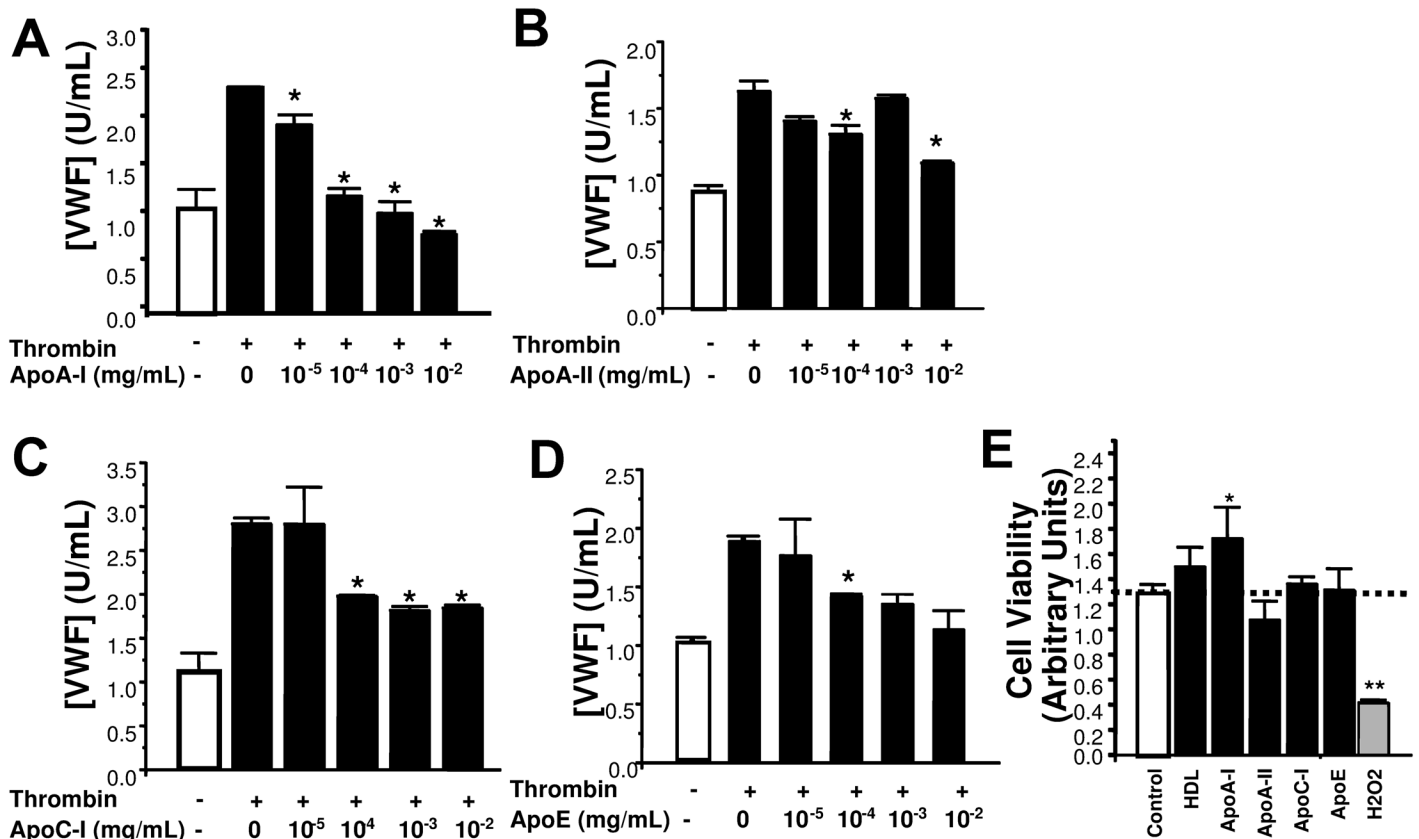 A
[VWF] (U/mL)
3.0
2.5
2.0
1.5
1.0
0.5
0.0
* * * *
Thrombin - + + + + +
ApoA-I (mg/mL) - 0 10⁻⁵ 10⁻⁴ 10⁻³ 10⁻²
B
[VWF] (U/mL)
2.0
1.5
1.0
0.5
0.0
* *
Thrombin - + + + + +
ApoA-II (mg/mL) - 0 10⁻⁵ 10⁻⁴ 10⁻³ 10⁻²
C
[VWF] (U/mL)
3.5
3.0
2.5
2.0
1.5
1.0
0.5
0.0
* * *
Thrombin - + + + + +
ApoC-I (mg/mL) - 0 10⁻⁵ 10⁴ 10⁻³ 10⁻²
D
[VWF] (U/mL)
2.5
2.0
1.5
1.0
0.5
0.0
*
Thrombin - + + + + +
ApoE (mg/mL) - 0 10⁻⁵ 10⁻⁴ 10⁻³ 10⁻²
E
Cell Viability
(Arbitrary Units)
2.4
2.2
2.0
1.8
1.6
1.4
1.2
1.0
0.8
0.6
0.4
0.2
0.0
* **
Control HDL ApoA-I ApoA-II ApoC-I ApoE H2O2